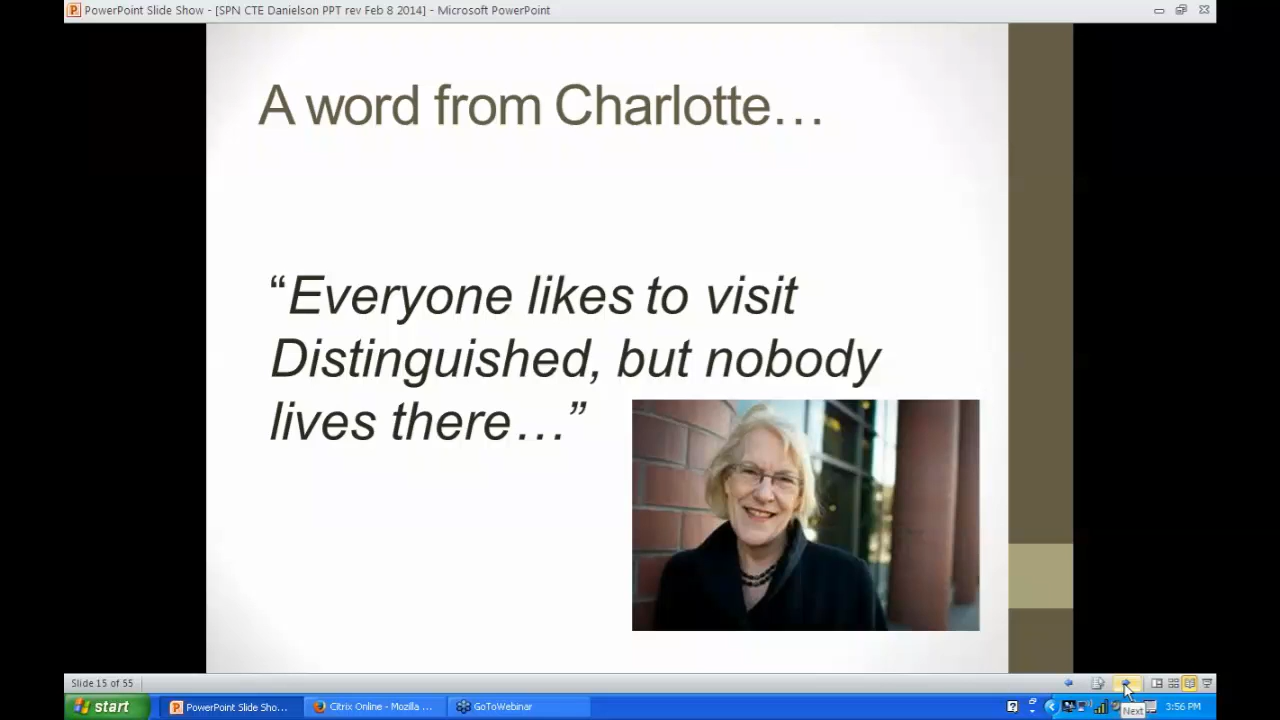 PowerPoint Slide Show - [SPN CTE Danielson PPT rev Feb 8 2014] - Microsoft PowerPoint
A word from Charlotte…
“Everyone likes to visit
Distinguished, but nobody
lives there…”
Slide 15 of 55
start
PowerPoint Slide Sho...
Citrix Online - Mozilla ...
GoToWebinar
Next
3:56 PM